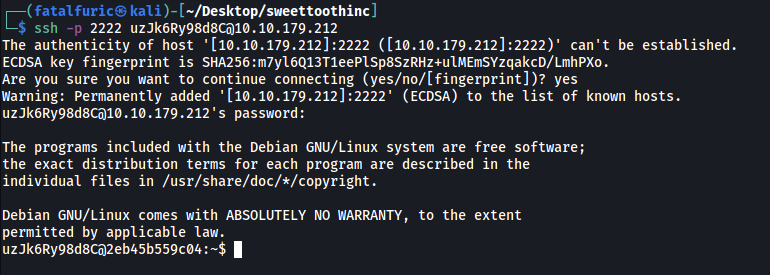 ┌──(fatalfuric㉿kali)-[~/Desktop/sweettoothinc]
└─$ ssh -p 2222 uzJk6Ry98d8C@10.10.179.212
The authenticity of host '[10.10.179.212]:2222 ([10.10.179.212]:2222)' can't be established.
ECDSA key fingerprint is SHA256:m7yl6Q13T1eePlSp8SzRHz+ulMEmSYzqakcD/LmhPXo.
Are you sure you want to continue connecting (yes/no/[fingerprint])? yes
Warning: Permanently added '[10.10.179.212]:2222' (ECDSA) to the list of known hosts.
uzJk6Ry98d8C@10.10.179.212's password:
The programs included with the Debian GNU/Linux system are free software;
the exact distribution terms for each program are described in the
individual files in /usr/share/doc/*/copyright.
Debian GNU/Linux comes with ABSOLUTELY NO WARRANTY, to the extent
permitted by applicable law.
uzJk6Ry98d8C@2eb45b559c04:~$